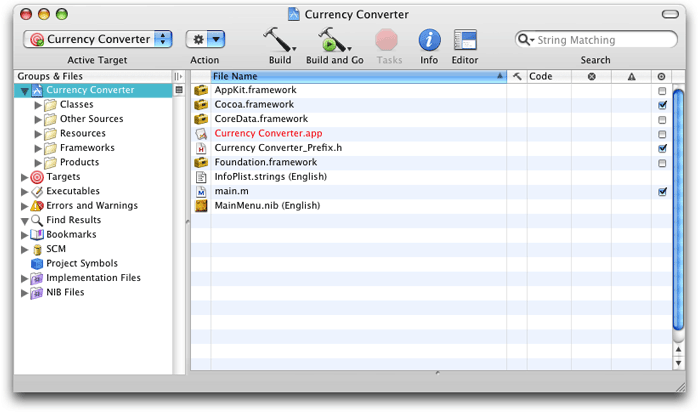 Currency Converter
Currency Converter
Active Target
Action
Build
Build and Go
Tasks
Info
Editor
String Matching
Search
Groups & Files
File Name
Code
Currency Converter
Classes
Other Sources
Resources
Frameworks
Products
Targets
Executables
Errors and Warnings
Find Results
Bookmarks
SCM
Project Symbols
Implementation Files
NIB Files
AppKit.framework
Cocoa.framework
CoreData.framework
Currency Converter.app
Currency Converter_Prefix.h
Foundation.framework
InfoPlist.strings (English)
main.m
MainMenu.nib (English)